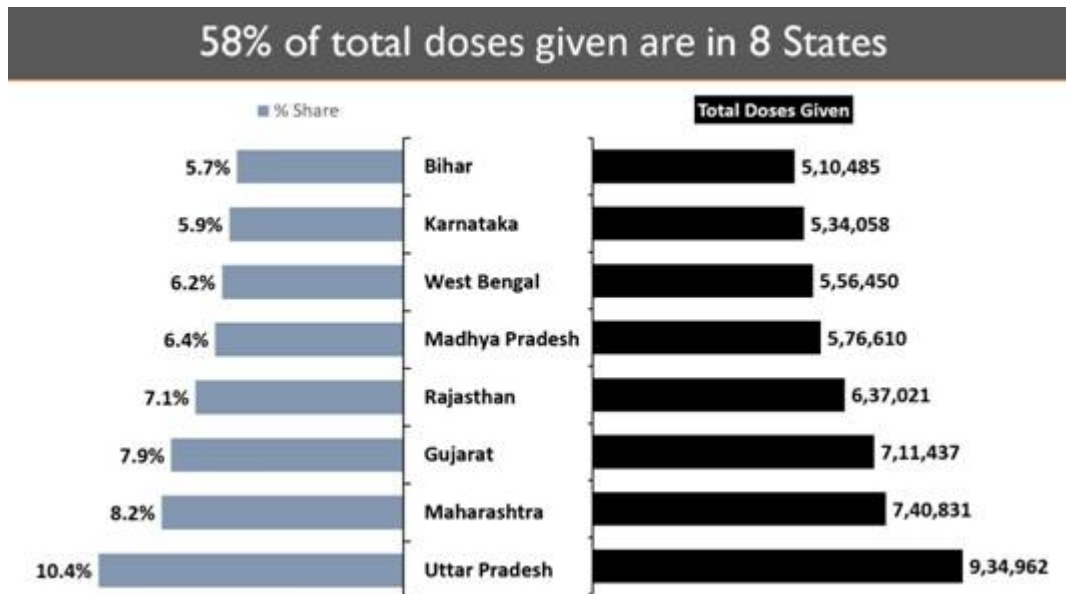 58% of total doses given are in 8 States
% Share
Total Doses Given
5.7% Bihar 5,10,485
5.9% Karnataka 5,34,058
6.2% West Bengal 5,56,450
6.4% Madhya Pradesh 5,76,610
7.1% Rajasthan 6,37,021
7.9% Gujarat 7,11,437
8.2% Maharashtra 7,40,831
10.4% Uttar Pradesh 9,34,962